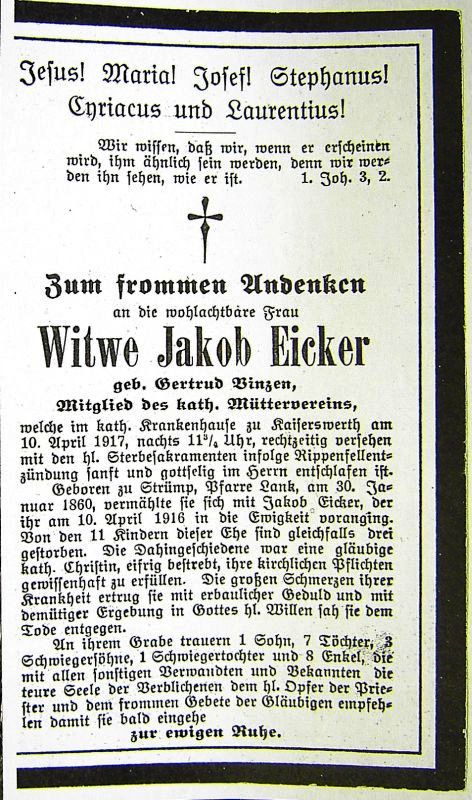 Jesus! Maria! Josef! Stephanus!
Cyriacus und Laurentius!
Wir wissen, daß wir, wenn er erscheinen
wird, ihm ähnlich sein werden, denn wir wer-
den ihn sehen, wie er ist. 1. Joh. 3, 2.
Zum frommen Andenken
an die wohlachtbare Frau
Witwe Jakob Eicker
geb. Gertrud Vinzen,
Mitglied des kath. Müttervereins,
welche im kath. Krankenhause zu Kaiserswerth am
10. April 1917, nachts 11¾ Uhr, rechtzeitig versehen
mit den hl. Sterbesakramenten infolge Rippenfellent-
zündung sanft und gottselig im Herrn entschlafen ist.
Geboren zu Strümp, Pfarre Lank, am 30. Ja-
nuar 1860, vermählte sie sich mit Jakob Eicker, der
ihr am 10. April 1916 in die Ewigkeit voranging.
Von den 11 Kindern dieser Ehe sind gleichfalls drei
gestorben. Die Dahingeschiedene war eine gläubige
kath. Christin, eifrig bestrebt, ihre kirchlichen Pflichten
gewissenhaft zu erfüllen. Die großen Schmerzen ihrer
Krankheit ertrug sie mit erbaulicher Geduld und mit
demütiger Ergebung in Gottes hl. Willen sah sie dem
Tode entgegen.
An ihrem Grabe trauern 1 Sohn, 7 Töchter, 3
Schwiegersöhne, 1 Schwiegertochter und 8 Enkel, die
mit allen sonstigen Verwandten und Bekannten die
teure Seele der Verblichenen dem hl. Opfer der Prie-
ster und dem frommen Gebete der Gläubigen empfeh-
len damit sie bald eingehe
zur ewigen Ruhe.